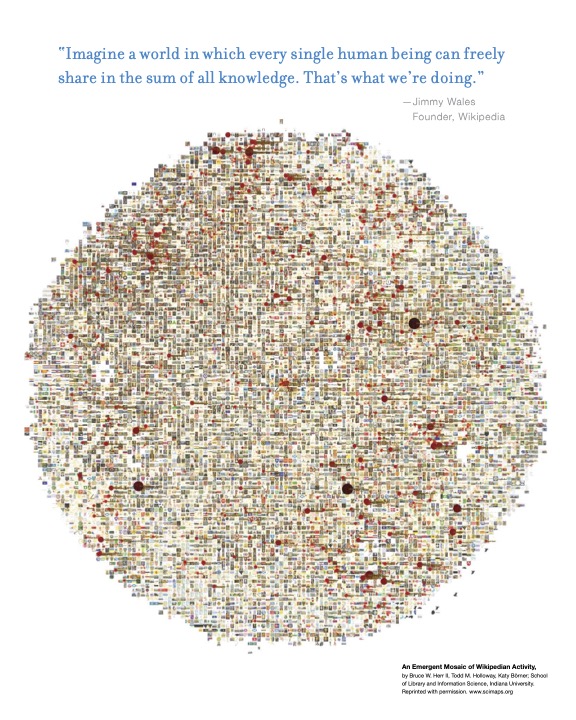 “Imagine a world in which every single human being can freely
share in the sum of all knowledge. That’s what we’re doing.”
—Jimmy Wales
Founder, Wikipedia
An Emergent Mosaic of Wikipedian Activity,
by Bruce W. Herr II, Todd M. Holloway, Katy Börner; School
of Library and Information Science, Indiana University.
Reprinted with permission. www.scimaps.org